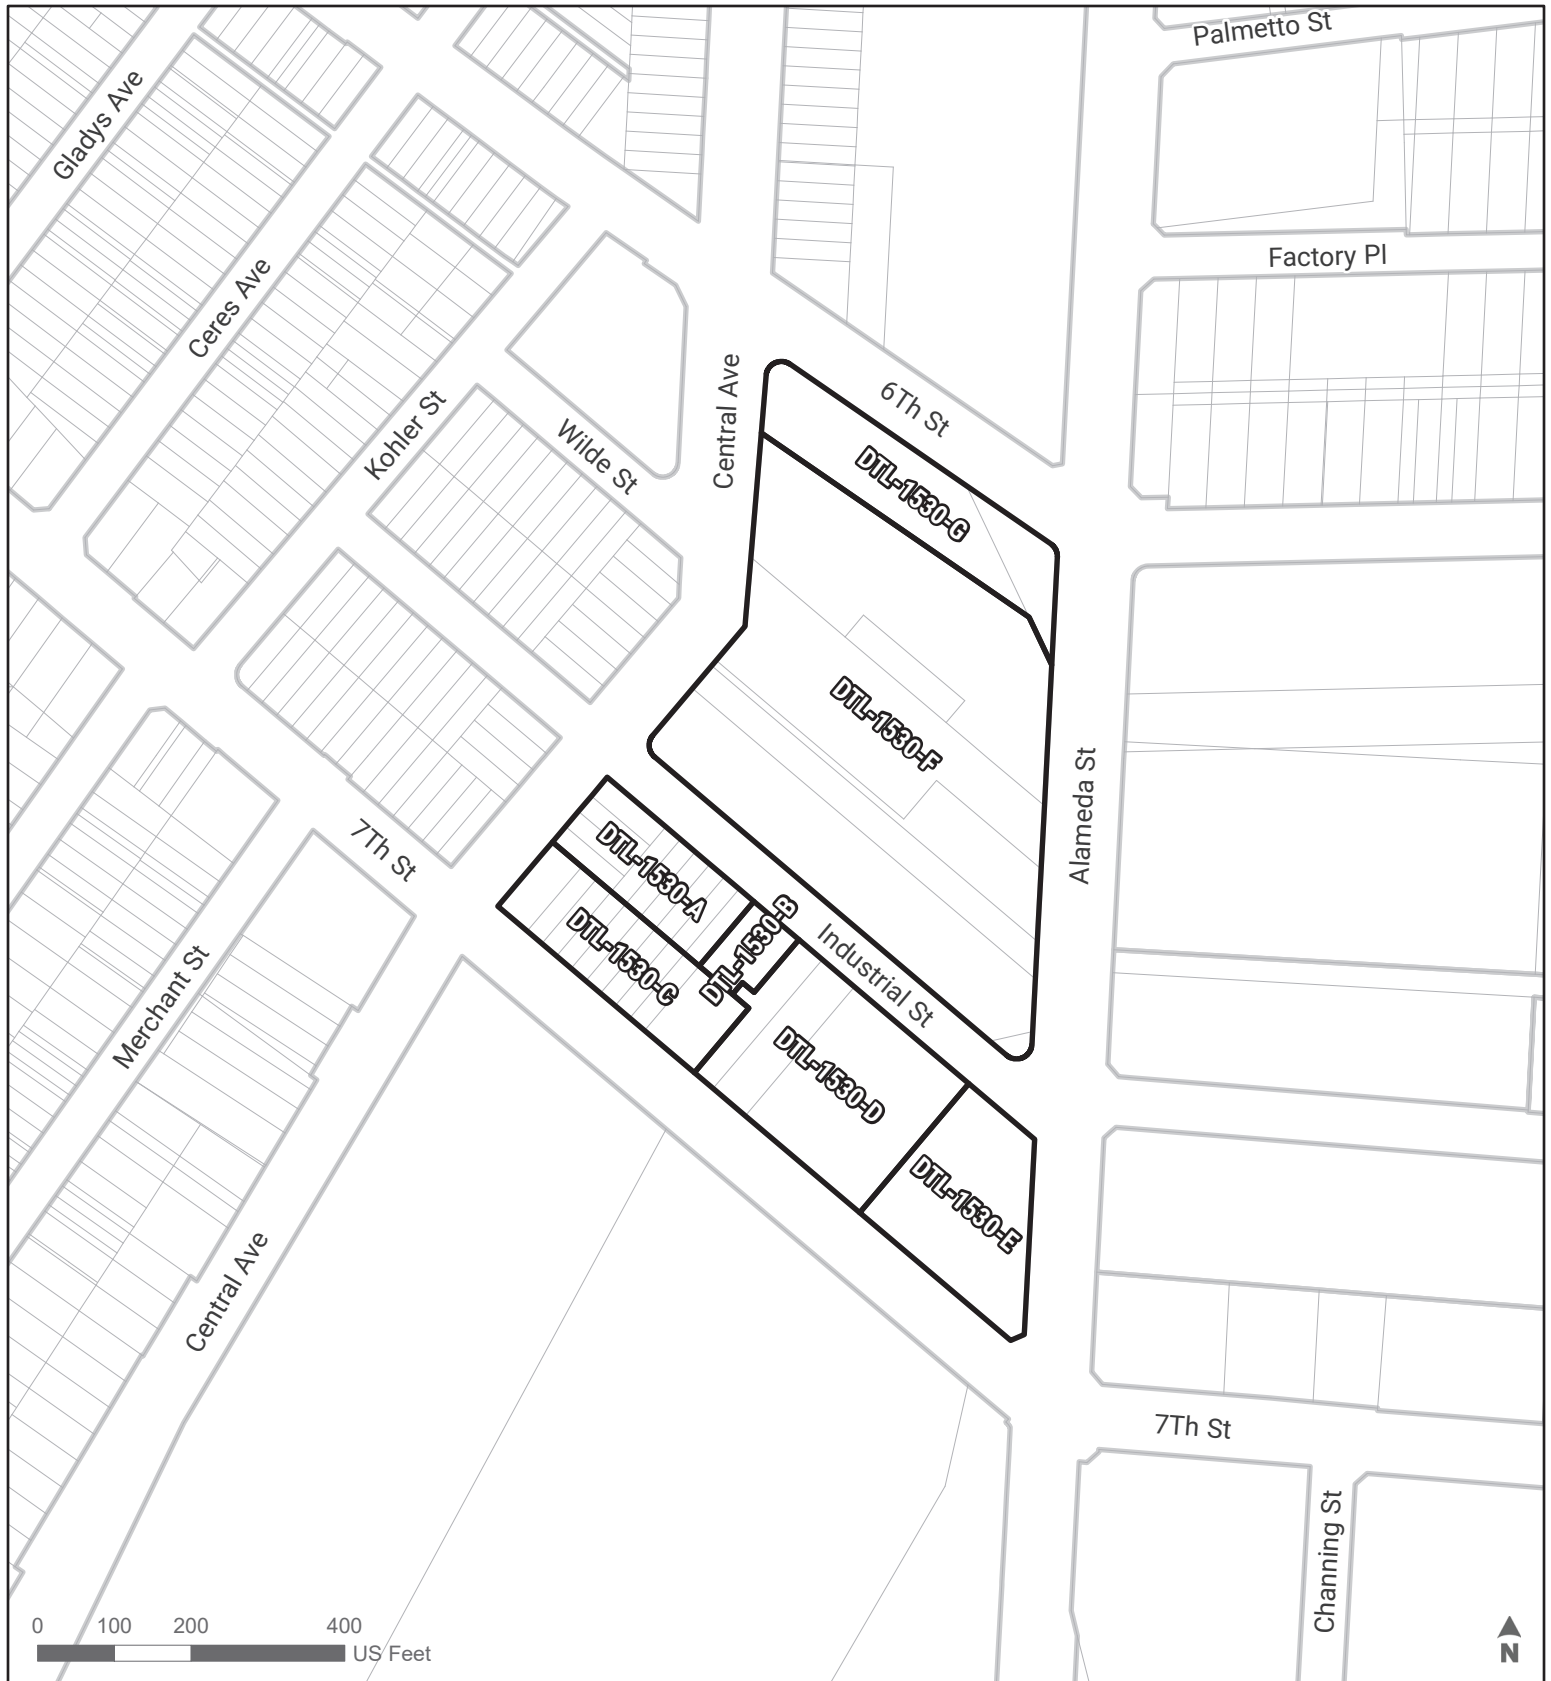 Palmetto St
Gladys Ave
Factory Pl
Ceres Ave
Central Ave
6Th St
Kohler St
Wilde St
DTL-1530-G
DTL-1530-F
Alameda St
7Th St
DTL-1530-A
DTL-1530-B
DTL-1530-C
Industrial St
Merchant St
DTL-1530-D
DTL-1530-E
Central Ave
7Th St
Channing St
0 100 200 400
US Feet
N